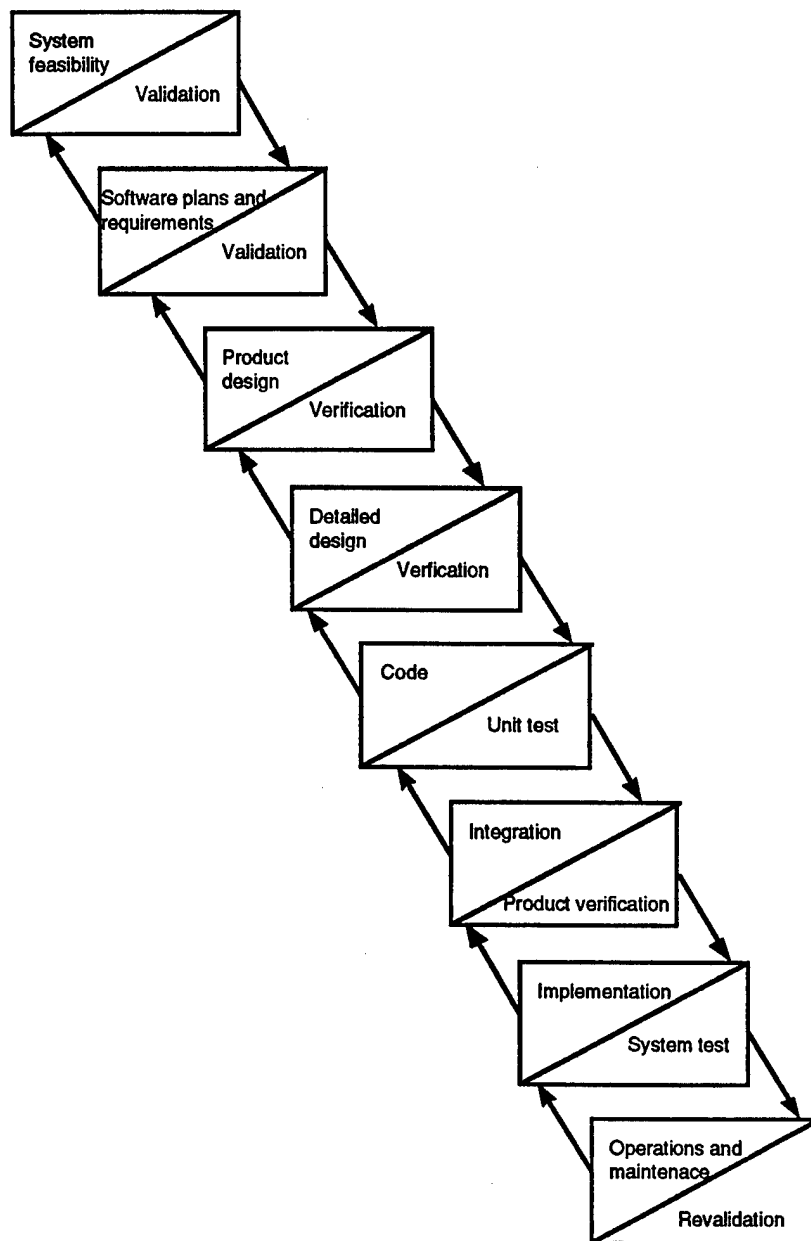 System
feasibility
Validation
Software plans and
requirements
Validation
Product
design
Verification
Detailed
design
Verfication
Code
Unit test
Integration
Product verification
Implementation
System test
Operations and
maintenace
Revalidation